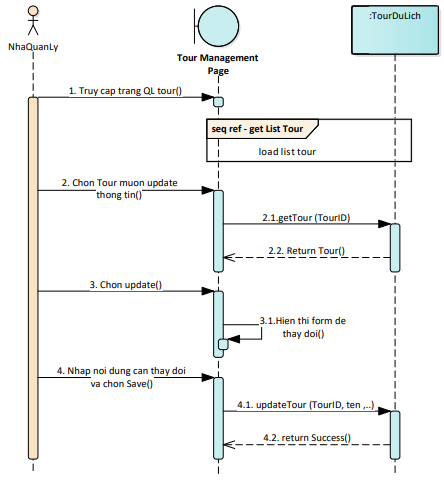 NhaQuanLy
Tour Management
Page
:TourDuLich
1. Truy cap trang QL tour()
seq ref - get List Tour
load list tour
2. Chon Tour muon update
thong tin()
2.1.getTour (TourID)
2.2. Return Tour()
3. Chon update()
3.1.Hien thi form de
thay doi()
4. Nhap noi dung can thay doi
va chon Save()
4.1. updateTour (TourID, ten ,..)
4.2. return Success()